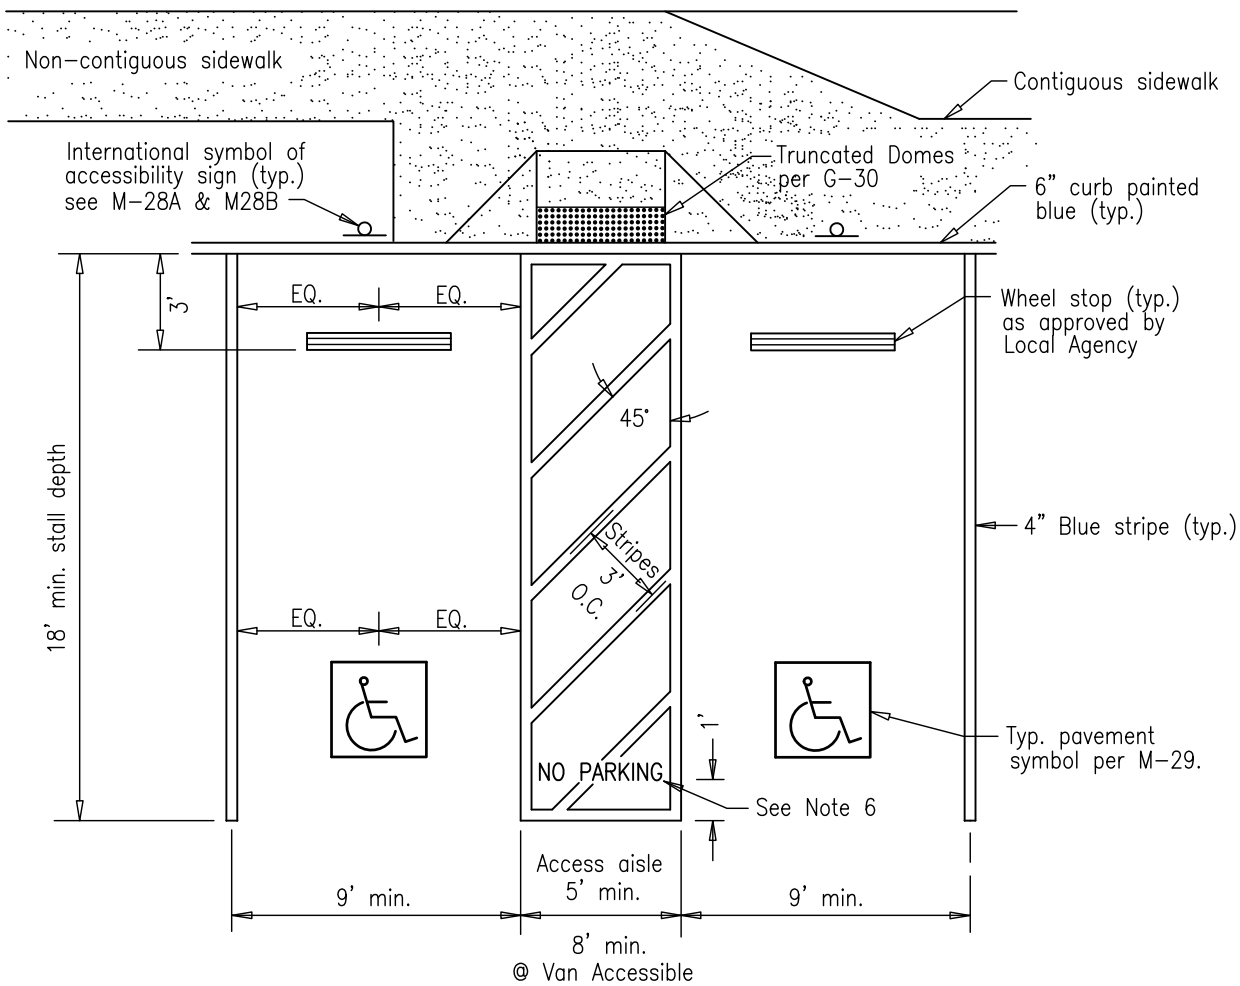 Non-contiguous sidewalk
Contiguous sidewalk
International symbol of
accessibility sign (typ.)
see M-28A & M28B
Truncated Domes
per G-30
6" curb painted
blue (typ.)
3'
EQ.
EQ.
Wheel stop (typ.)
as approved by
Local Agency
45°
18' min. stall depth
4" Blue stripe (typ.)
Stripes
3'
O.C.
EQ.
EQ.
1'
Typ. pavement
symbol per M-29.
NO PARKING
See Note 6
Access aisle
9' min.
5' min.
9' min.
8' min.
@ Van Accessible